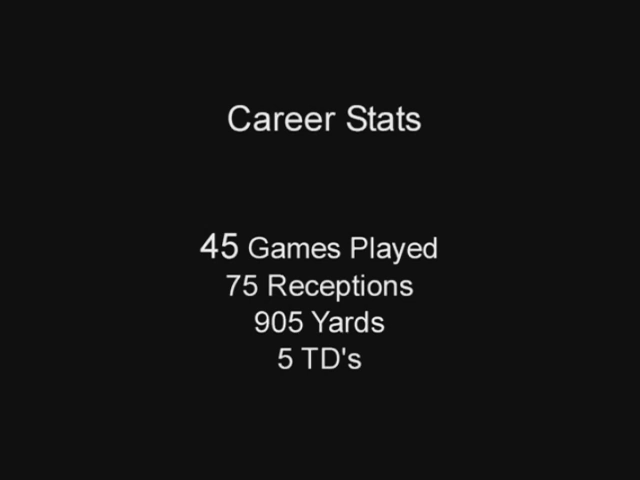 Career Stats
45 Games Played
75 Receptions
905 Yards
5 TD's